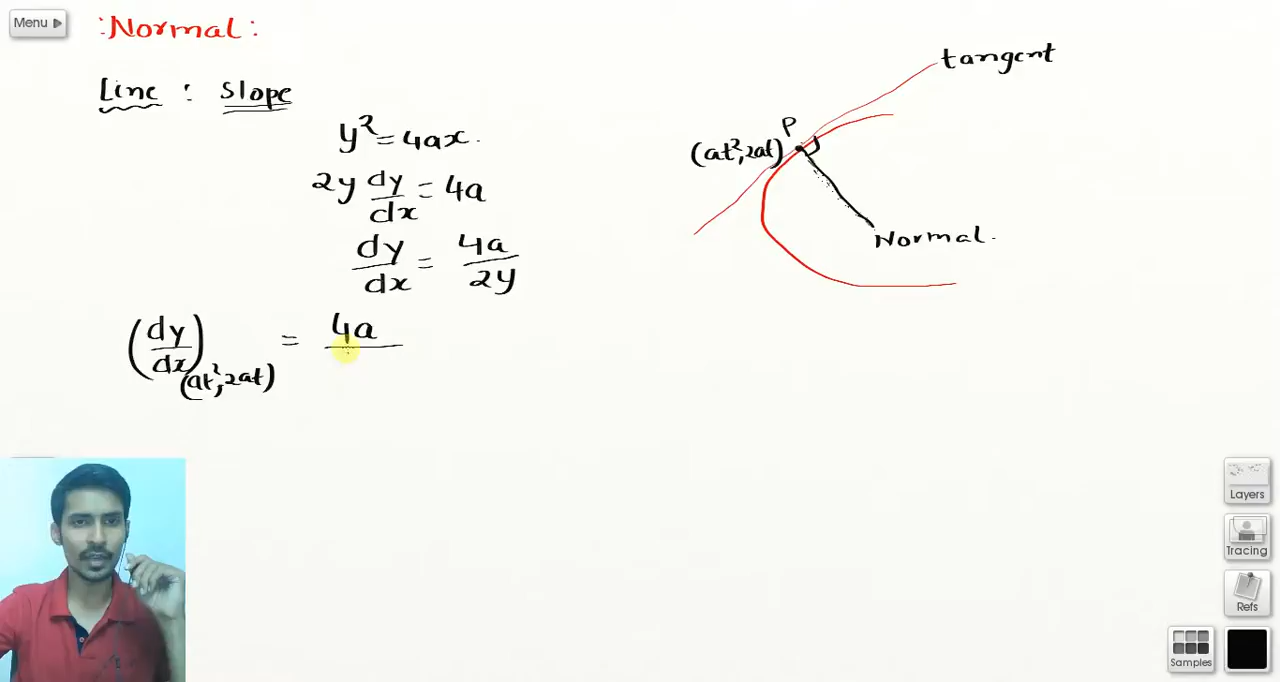 Menu
:Normal:
Line : Slope
y² = 4ax.
2y dy/dx = 4a
dy/dx = 4a/2y
(dy/dx)(at²,2at) = 4a
tangent
P
(at²,2at)
Normal.
Layers
Tracing
Refs
Samples